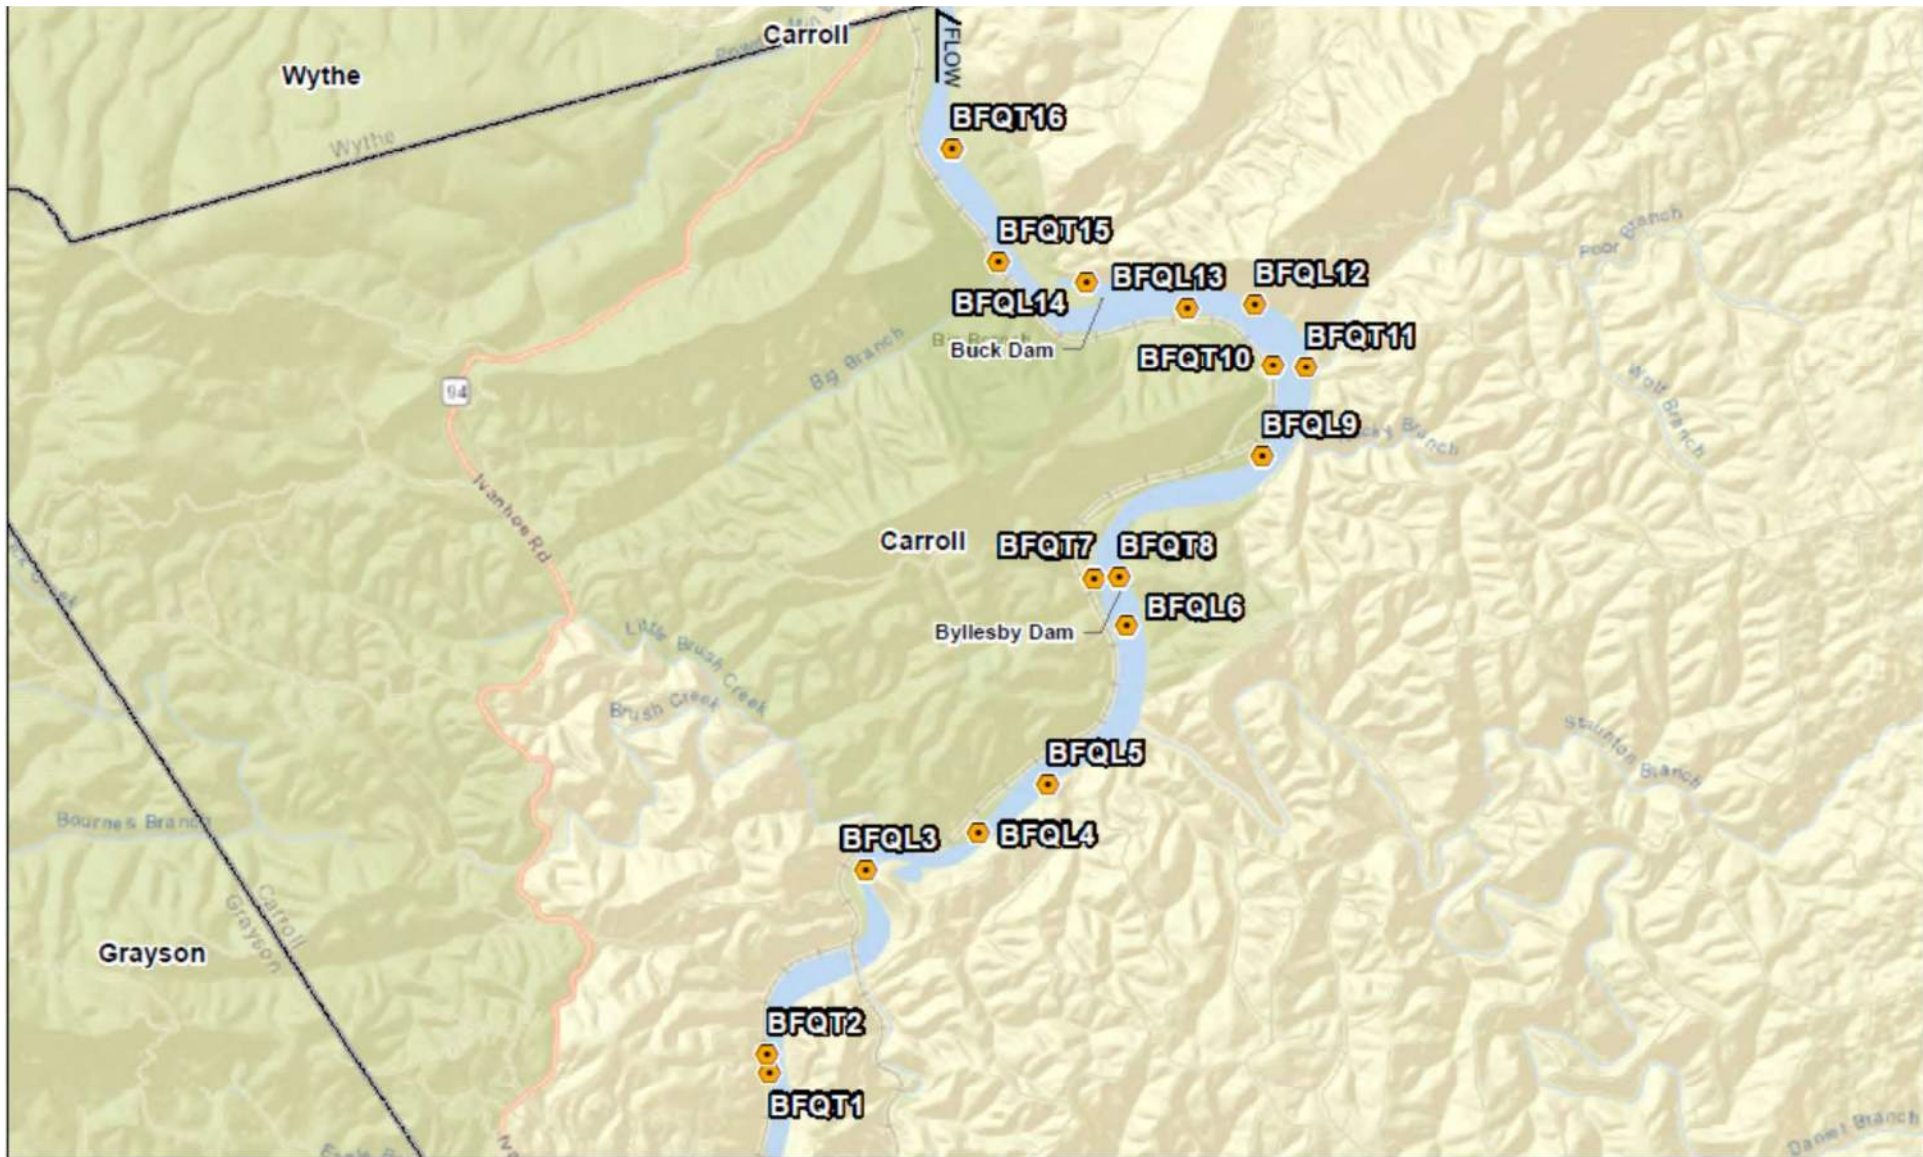 Carroll
Wythe
FLOW
Wythe
BFQT16
BFQT15
BFQL14
BFQL13
BFQL12
Poor Branch
Buck Dam
BFQT11
BFQT10
Big Branch
94
Wolf Branch
BFQL9
Branch
Ivanhoe Rd
Carroll
BFQT7
BFQT8
Creek
BFQL6
Byllesby Dam
Little Brush Creek
Brush Creek
Staunton Branch
BFQL5
Bournes Branch
BFQL3
BFQL4
Carroll
Grayson
Grayson
BFQT2
BFQT1
Daniel Branch